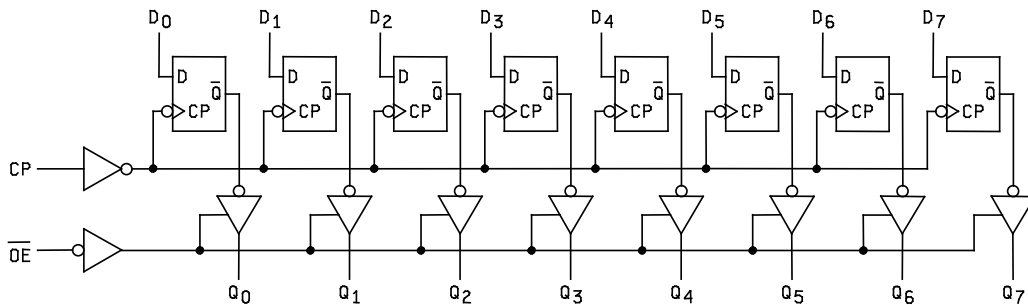 D0 D1 D2 D3 D4 D5 D6 D7
D D D D D D D D
Q̅ Q̅ Q̅ Q̅ Q̅ Q̅ Q̅ Q̅
CP CP CP CP CP CP CP CP
CP
O̅E̅
Q0 Q1 Q2 Q3 Q4 Q5 Q6 Q7